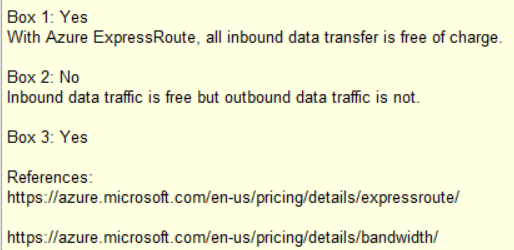 Box 1: Yes
With Azure ExpressRoute, all inbound data transfer is free of charge.
Box 2: No
Inbound data traffic is free but outbound data traffic is not.
Box 3: Yes
References:
https://azure.microsoft.com/en-us/pricing/details/expressroute/
https://azure.microsoft.com/en-us/pricing/details/bandwidth/